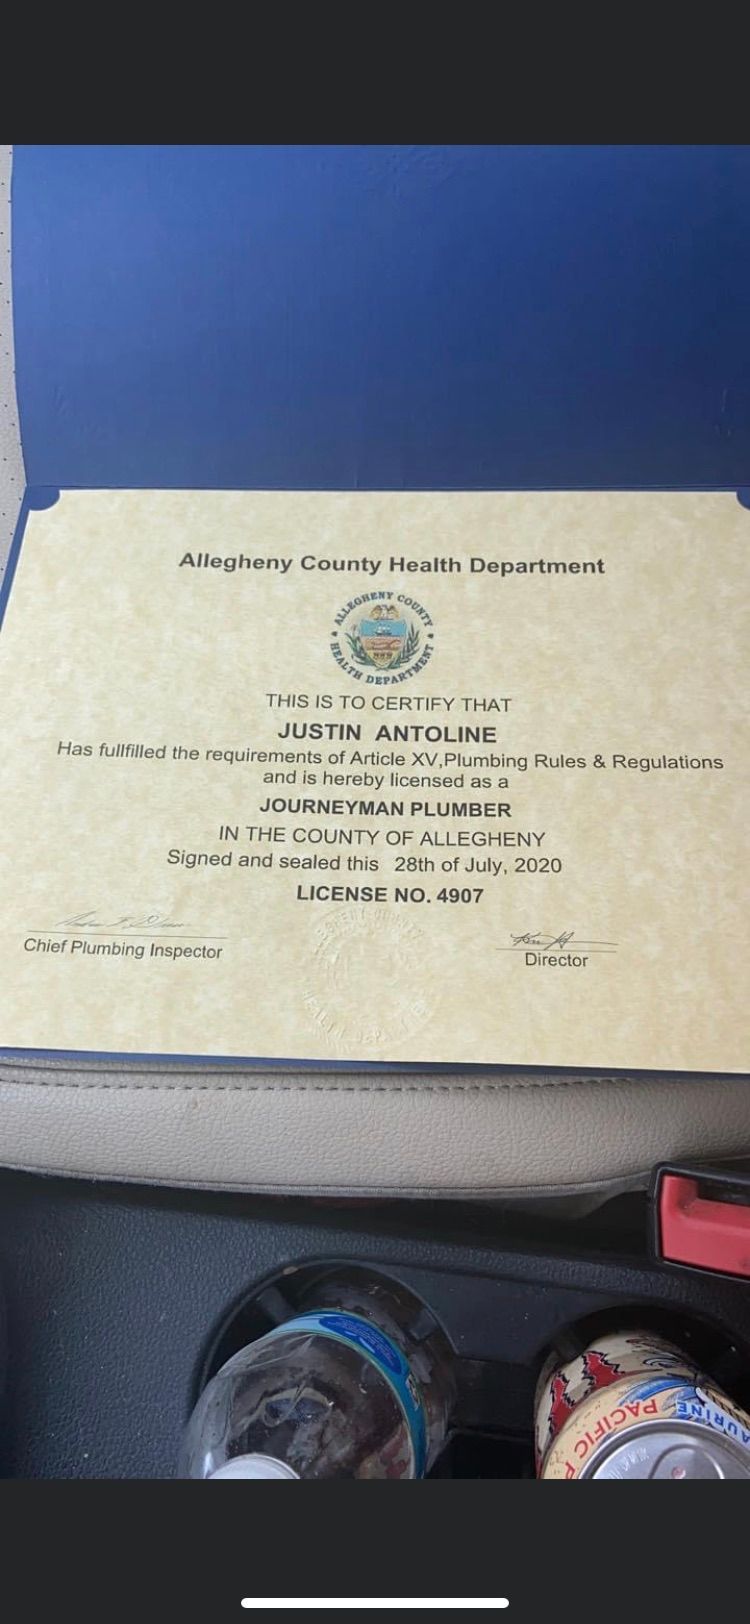 Allegheny County Health Department
ALLEGHENY COUNTY
HEALTH DEPARTMENT
THIS IS TO CERTIFY THAT
JUSTIN ANTOLINE
Has fullfilled the requirements of Article XV,Plumbing Rules & Regulations
and is hereby licensed as a
JOURNEYMAN PLUMBER
IN THE COUNTY OF ALLEGHENY
Signed and sealed this 28th of July, 2020
LICENSE NO. 4907
Chief Plumbing Inspector
Director
PACIFIC